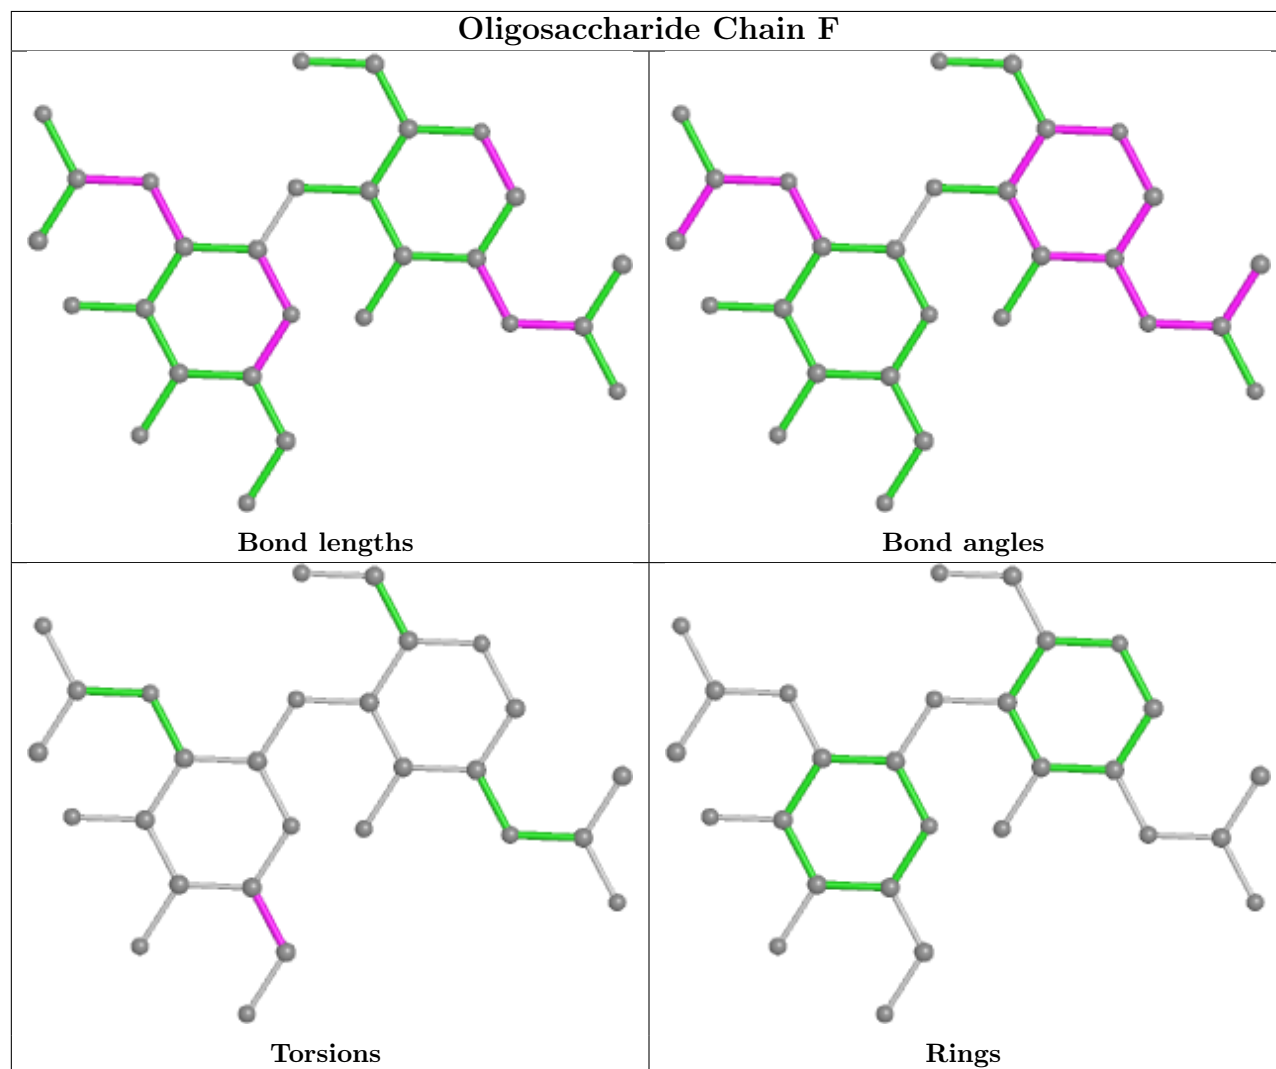 Oligosaccharide Chain F
Bond lengths
Bond angles
Torsions
Rings